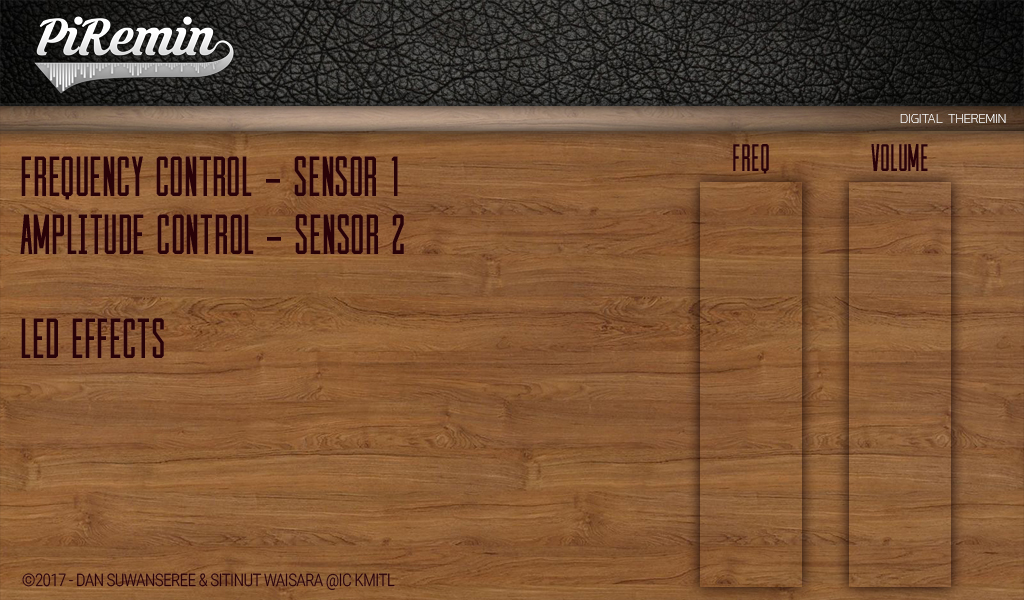 PiRemin
DIGITAL THEREMIN
FREQUENCY CONTROL – SENSOR 1
AMPLITUDE CONTROL – SENSOR 2
LED EFFECTS
FREQ
VOLUME
©2017 - DAN SUWANSEREE & SITINUT WAISARA @IC KMITL